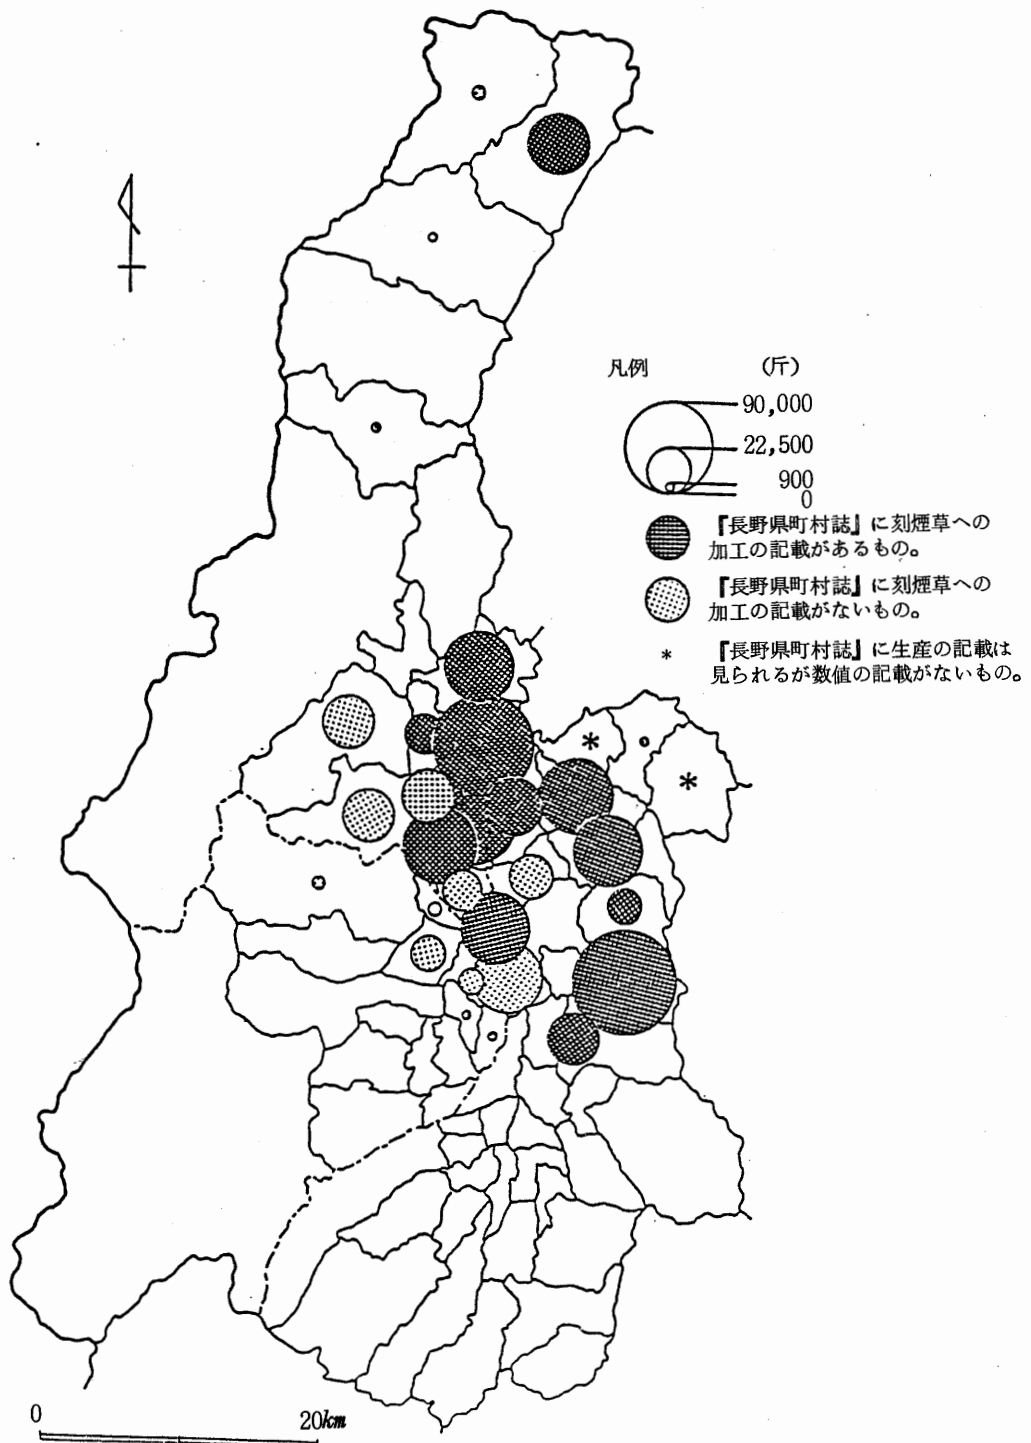 凡例 (斤)
90,000
22,500
900
0
『長野県町村誌』に刻煙草への
加工の記載があるもの。
『長野県町村誌』に刻煙草への
加工の記載がないもの。
* 『長野県町村誌』に生産の記載は
見られるが数値の記載がないもの。
*
*
0 20km